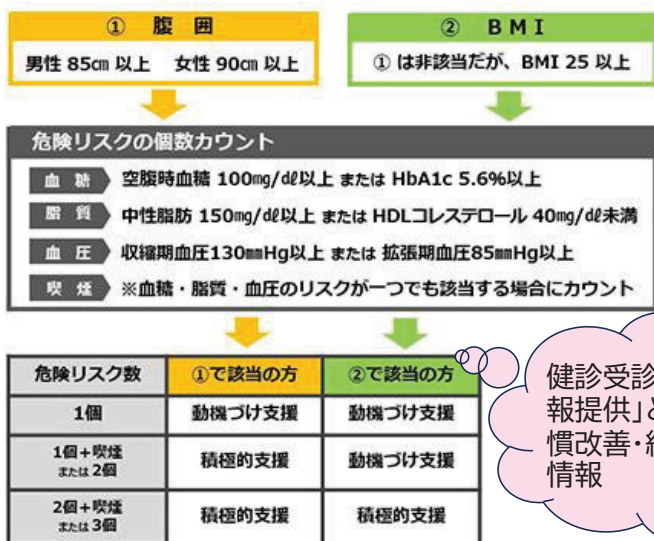 ① 腹 囲
男性 85㎝ 以上 女性 90㎝ 以上
② BMI
① は非該当だが、BMI 25 以上
危険リスクの個数カウント
血 糖 空腹時血糖 100㎎/㎗以上 または HbA1c 5.6%以上
脂 質 中性脂肪 150㎎/㎗以上 または HDLコレステロール 40㎎/㎗未満
血 圧 収縮期血圧130㎜Hg以上 または 拡張期血圧85㎜Hg以上
喫 煙 ※血糖・脂質・血圧のリスクが一つでも該当する場合にカウント
危険リスク数 ①で該当の方 ②で該当の方
1個 動機づけ支援 動機づけ支援
1個+喫煙
または 2個
積極的支援 動機づけ支援
2個+喫煙
または 3個
積極的支援 積極的支援
健診受診
報提供」
慣改善・
情報